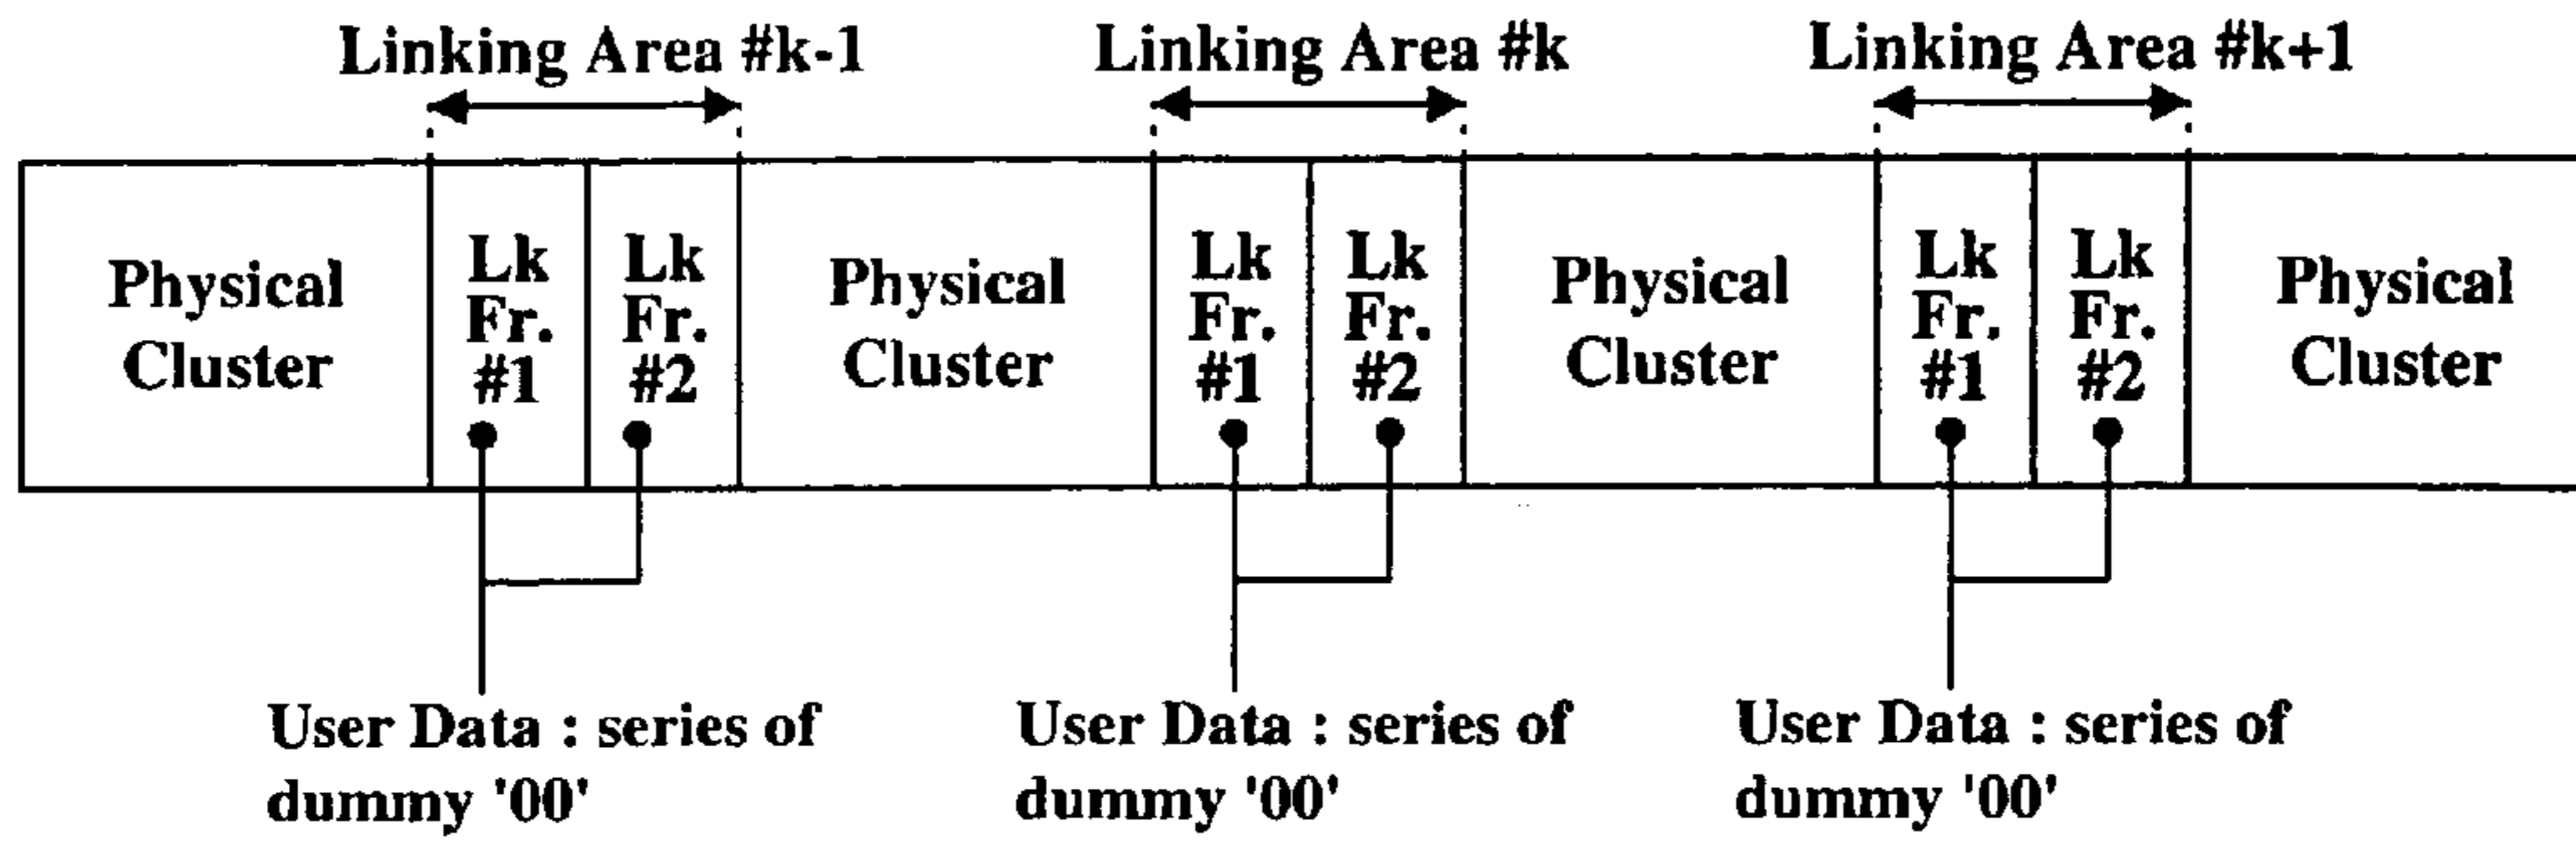 Linking Area #k-1
Linking Area #k
Linking Area #k+1
Physical
Cluster
Lk
Fr.
#1
Lk
Fr.
#2
Physical
Cluster
Lk
Fr.
#1
Lk
Fr.
#2
Physical
Cluster
Lk
Fr.
#1
Lk
Fr.
#2
Physical
Cluster
User Data : series of
dummy '00'
User Data : series of
dummy '00'
User Data : series of
dummy '00'